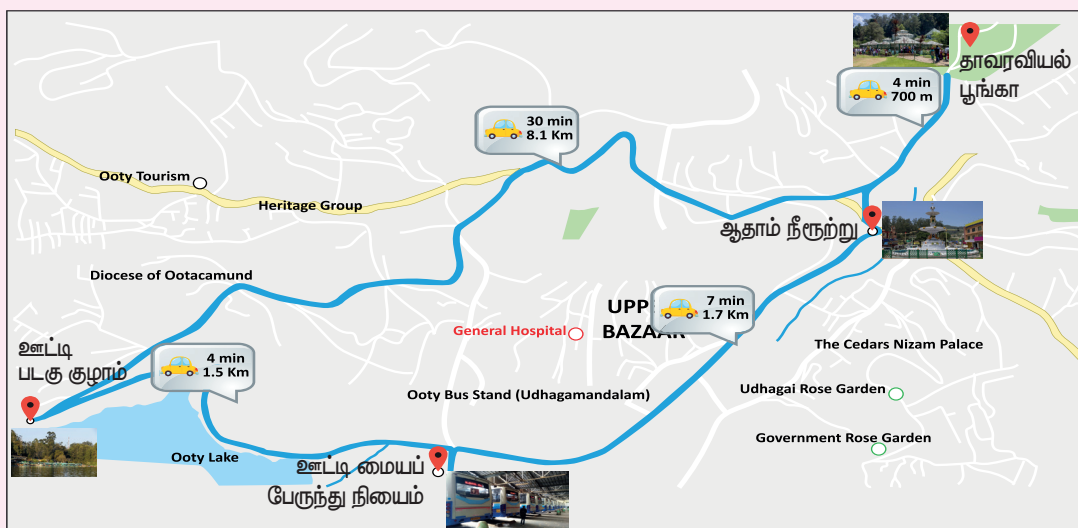 தாவரவியல்
பூங்கா
4 min
700 m
30 min
8.1 Km
Ooty Tourism
Heritage Group
ஆதாம் நீரூற்று
Diocese of Ootacamund
7 min
1.7 Km
UPP
BAZAAR
General Hospital
ஊட்டி
படகு குழாம்
4 min
1.5 Km
The Cedars Nizam Palace
Ooty Bus Stand (Udhagamandalam)
Udhagai Rose Garden
Government Rose Garden
Ooty Lake
ஊட்டி மையப்
பேருந்து நியைம்